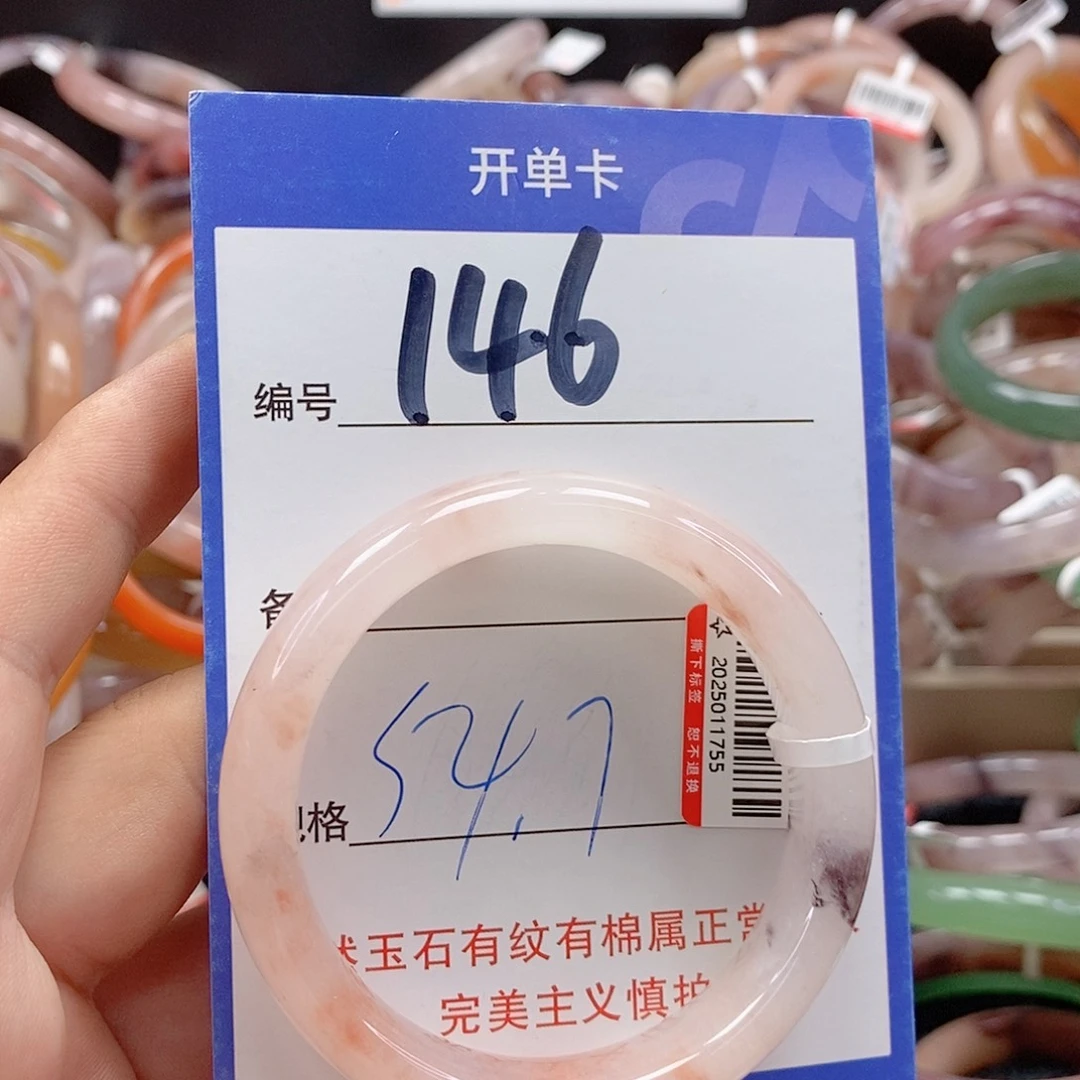 开单卡
编号 146
备
54.7
格
撕下标签 恕不退换
2025011755
玉石有纹有棉属正常
完美主义慎拍